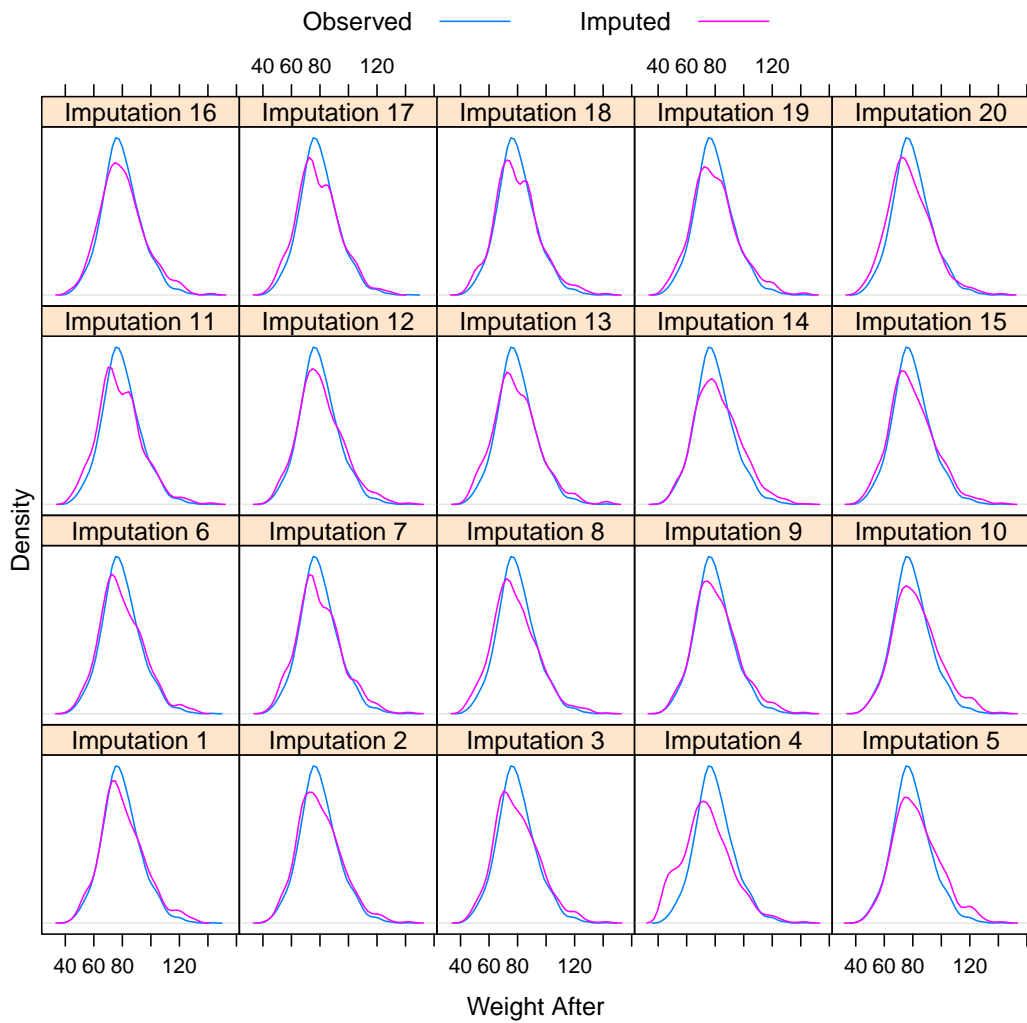 Observed Imputed
40 60 80 120 40 60 80 120
Imputation 16 Imputation 17 Imputation 18 Imputation 19 Imputation 20
Imputation 11 Imputation 12 Imputation 13 Imputation 14 Imputation 15
Density
Imputation 6 Imputation 7 Imputation 8 Imputation 9 Imputation 10
Imputation 1 Imputation 2 Imputation 3 Imputation 4 Imputation 5
40 60 80 120 40 60 80 120 40 60 80 120
Weight After